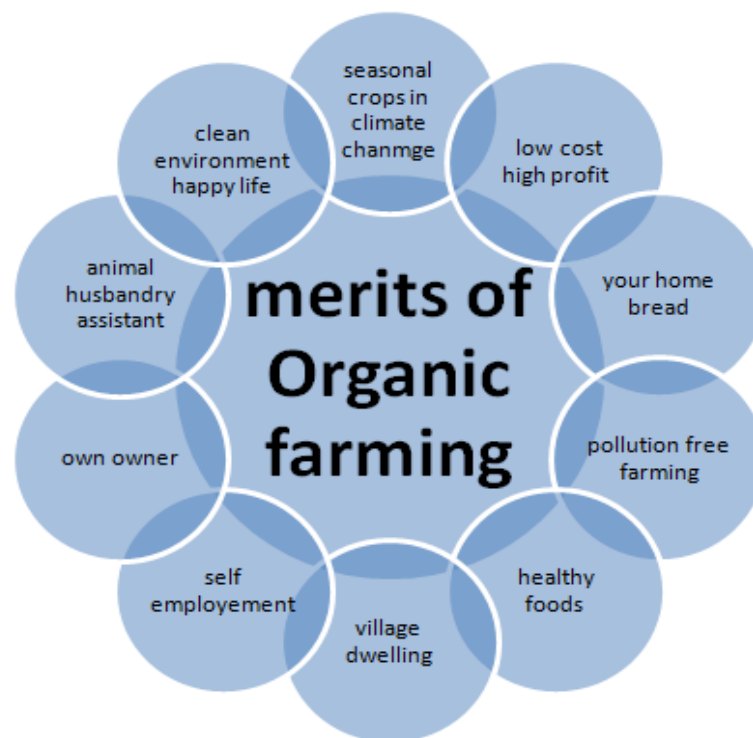 seasonal
crops in
climate
chanmge
low cost
high profit
your home
bread
pollution free
farming
healthy
foods
village
dwelling
self
employement
own owner
animal
husbandry
assistant
clean
environment
happy life
merits of
Organic
farming